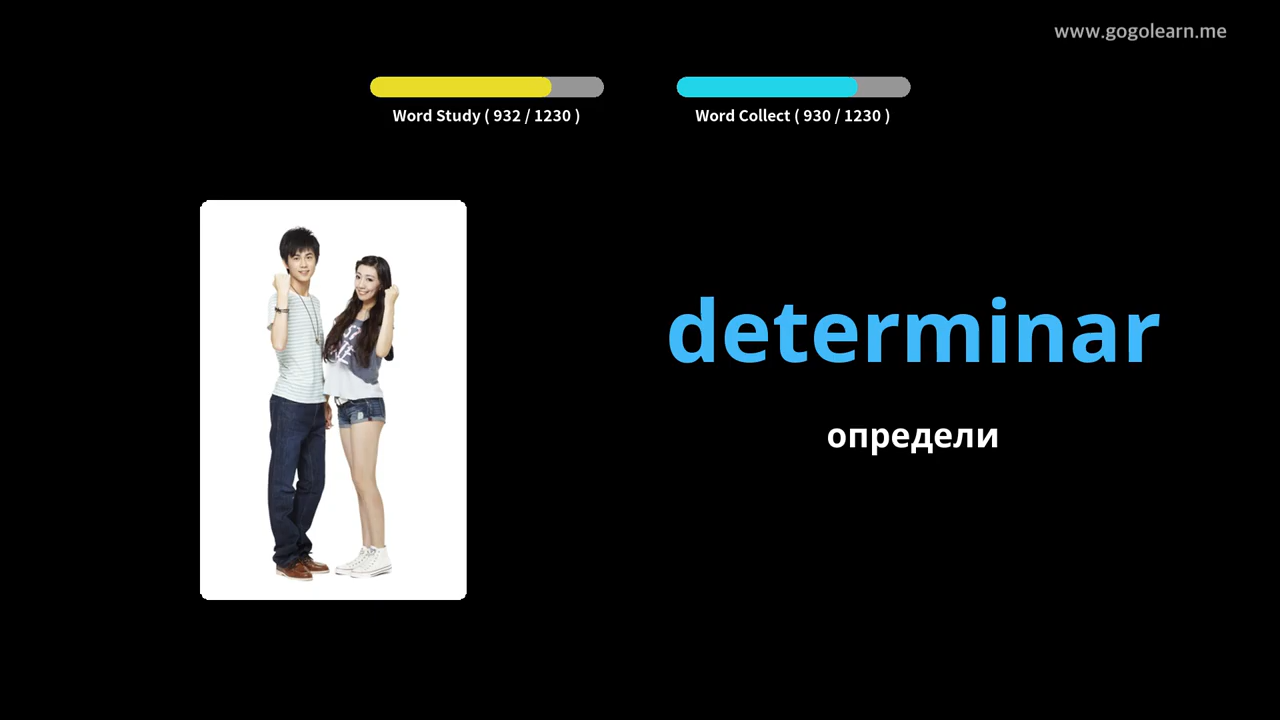 www.gogolearn.me
Word Study ( 932 / 1230 )
Word Collect ( 930 / 1230 )
determinar
определи